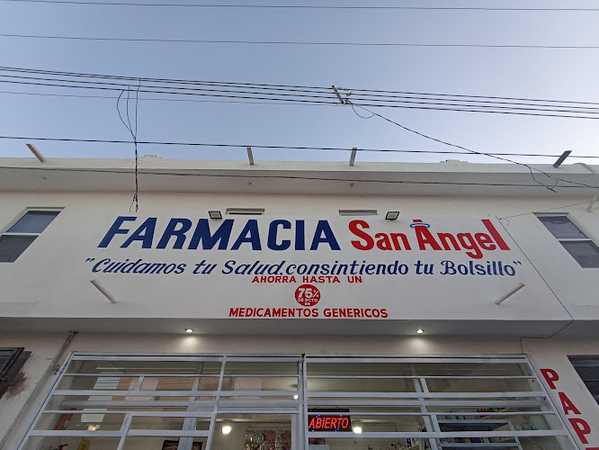 FARMACIA San Angel
"Cuidamos tu Salud, consintiendo tu Bolsillo"
AHORRA HASTA UN
75%
MEDICAMENTOS GENERICOS
ABIERTO
PAP